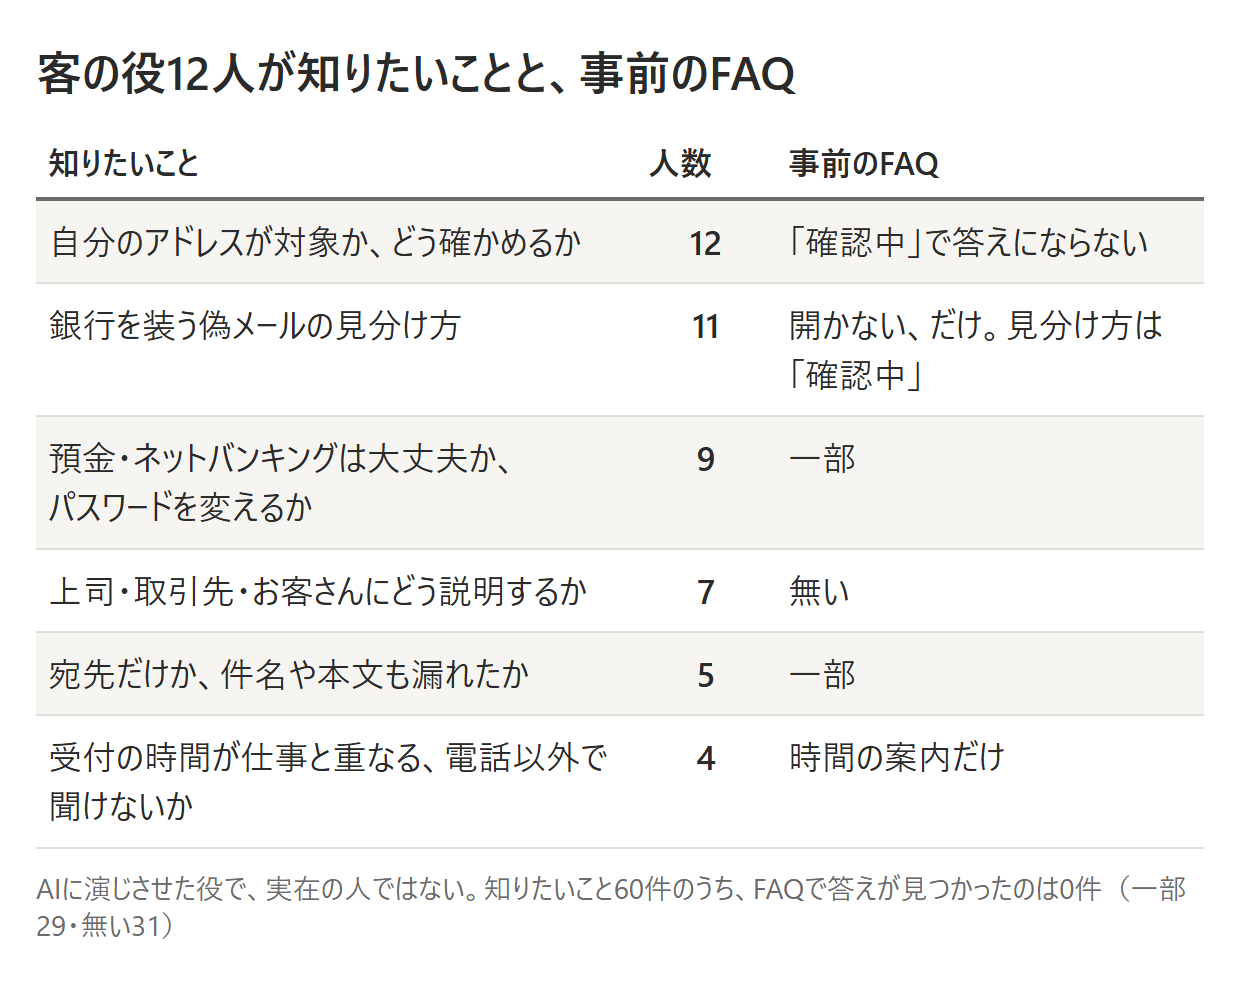 客の役12人が知りたいことと、事前のFAQ
知りたいこと 人数 事前のFAQ
自分のアドレスが対象か、どう確かめるか 12 「確認中」で答えにならない
銀行を装う偽メールの見分け方 11 開かない、だけ。見分け方は
「確認中」
預金・ネットバンキングは大丈夫か、 9 一部
パスワードを変えるか
上司・取引先・お客さんにどう説明するか 7 無い
宛先だけか、件名や本文も漏れたか 5 一部
受付の時間が仕事と重なる、電話以外で 4 時間の案内だけ
聞けないか
AIに演じさせた役で、実在の人ではない。知りたいこと60件のうち、FAQで答えが見つかったのは0件（一部
29・無い31）